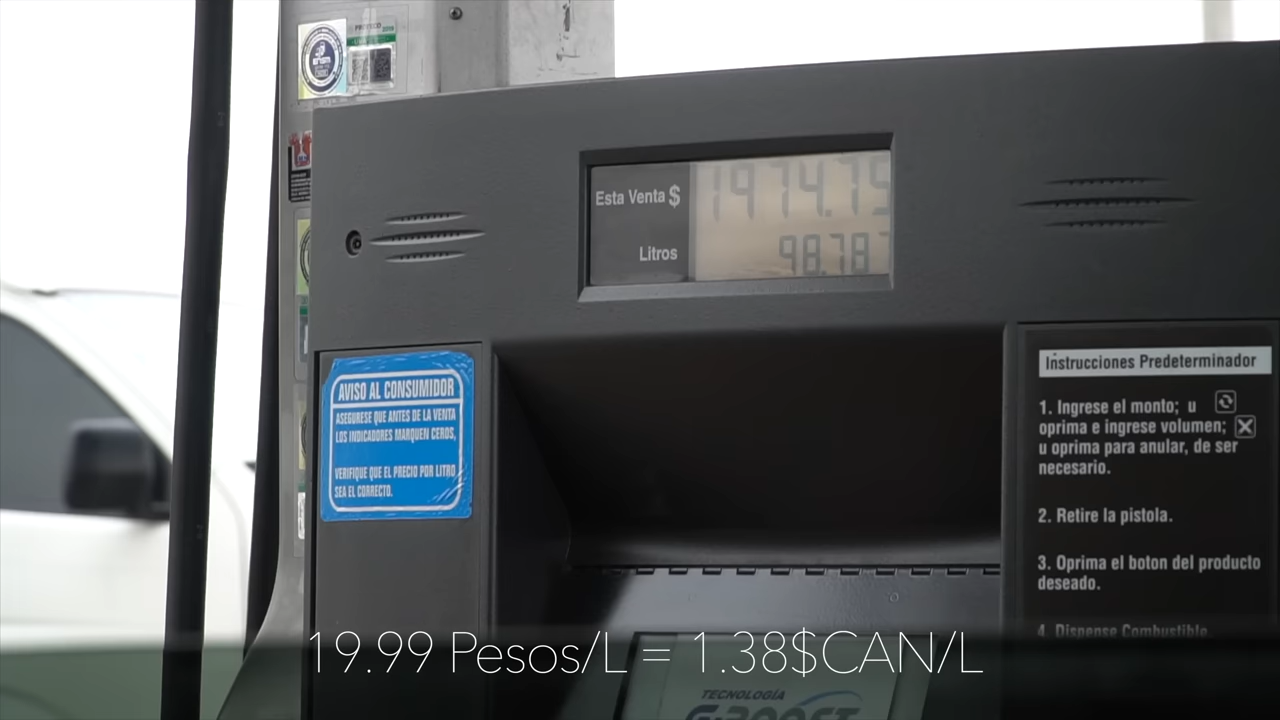 Esta Venta $ 1974.75
Litros 98.787
AVISO AL CONSUMIDOR
ASEGURESE QUE ANTES DE LA VENTA
LOS INDICADORES MARQUEN CEROS,
VERIFIQUE QUE EL PRECIO POR LITRO
SEA EL CORRECTO.
Instrucciones Predeterminador
1. Ingrese el monto; u
oprima e ingrese volumen;
u oprima para anular, de ser
necesario.
2. Retire la pistola.
3. Oprima el boton del producto
deseado.
4. Dispense Combustible.
19.99 Pesos/L = 1.38$CAN/L
TECNOLOGÍA
G-BOOST